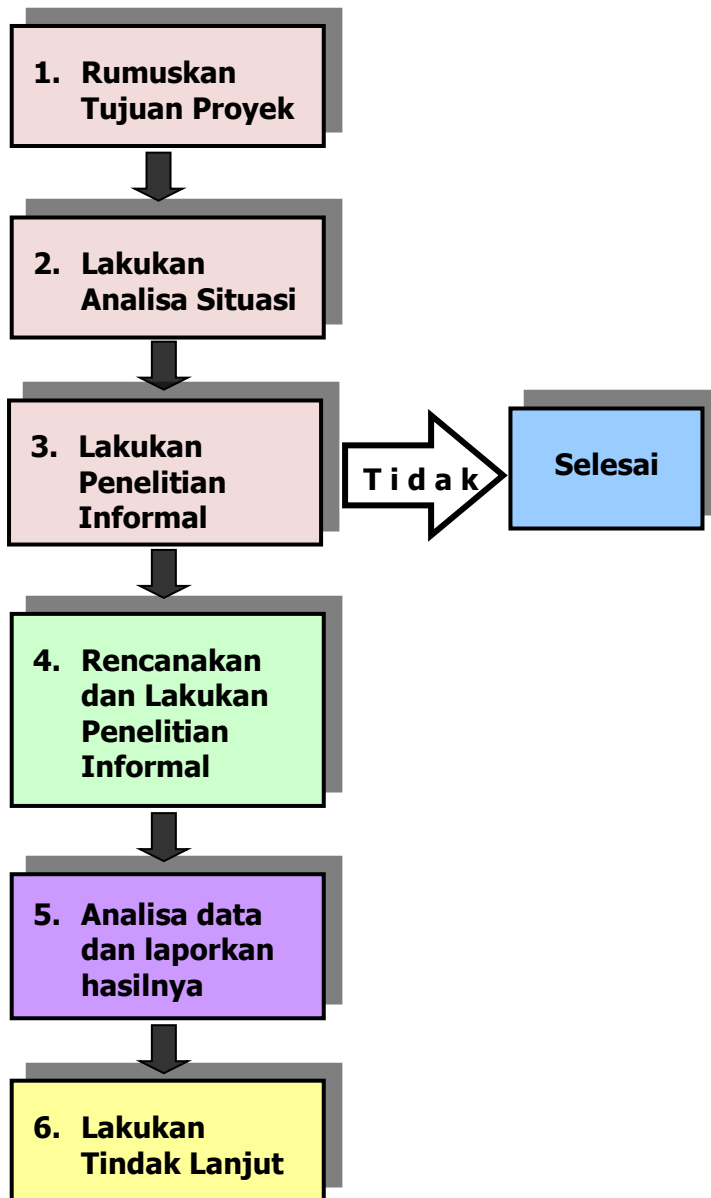 1. Rumuskan
Tujuan Proyek
2. Lakukan
Analisa Situasi
3. Lakukan
Penelitian
Informal
T i d a k
Selesai
4. Rencanakan
dan Lakukan
Penelitian
Informal
5. Analisa data
dan laporkan
hasilnya
6. Lakukan
Tindak Lanjut